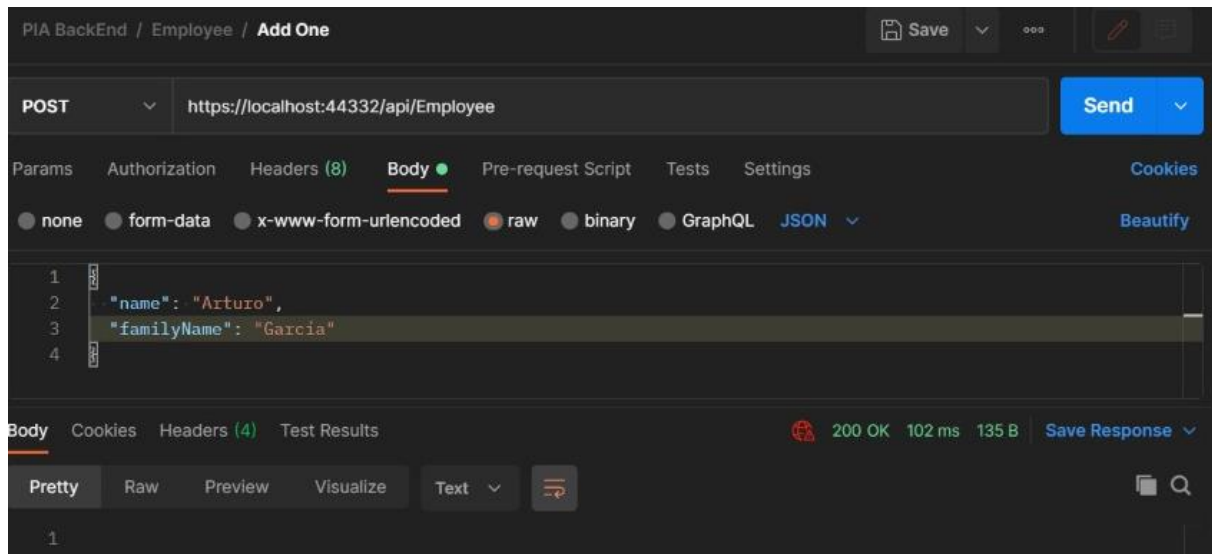 PIA BackEnd / Employee / Add One Save
POST https://localhost:44332/api/Employee Send
Params Authorization Headers (8) Body Pre-request Script Tests Settings Cookies
none form-data x-www-form-urlencoded raw binary GraphQL JSON Beautify
1 {
2 "name": "Arturo",
3 "familyName": "Garcia"
4 }
Body Cookies Headers (4) Test Results 200 OK 102 ms 135 B Save Response
Pretty Raw Preview Visualize Text
1